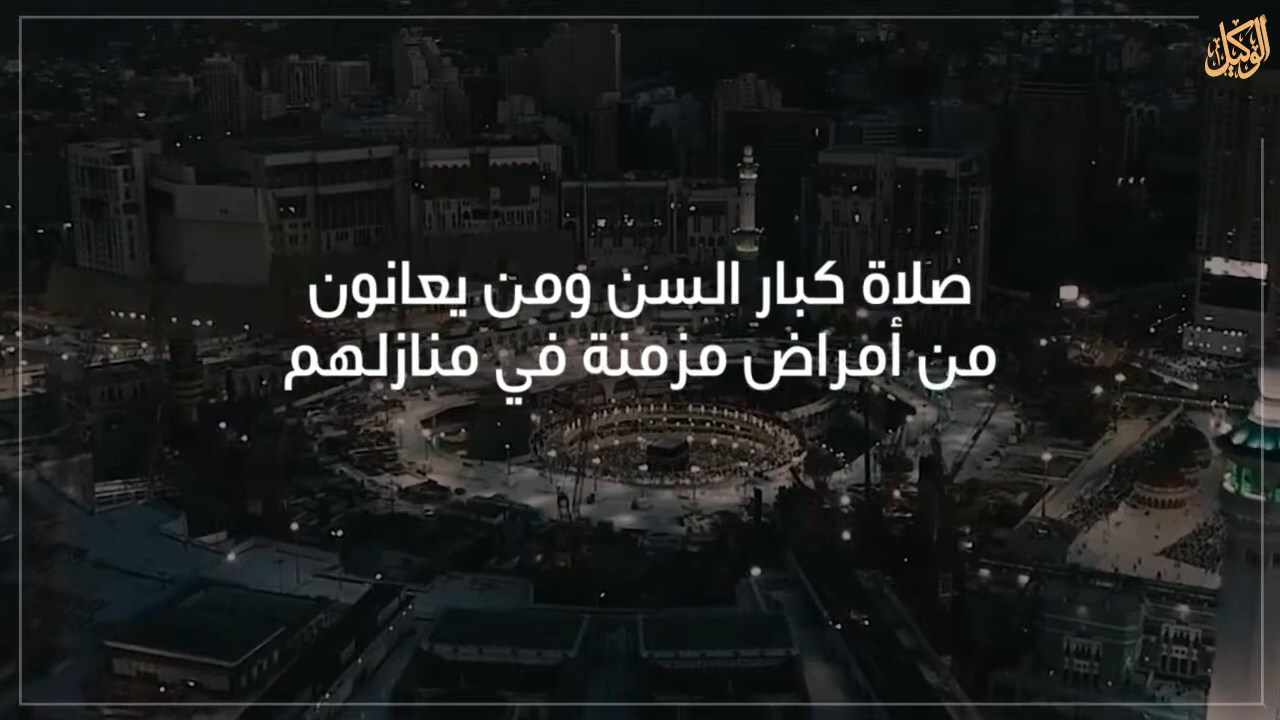 الوكيل
صلاة كبار السن ومن يعانون
من أمراض مزمنة في منازلهم